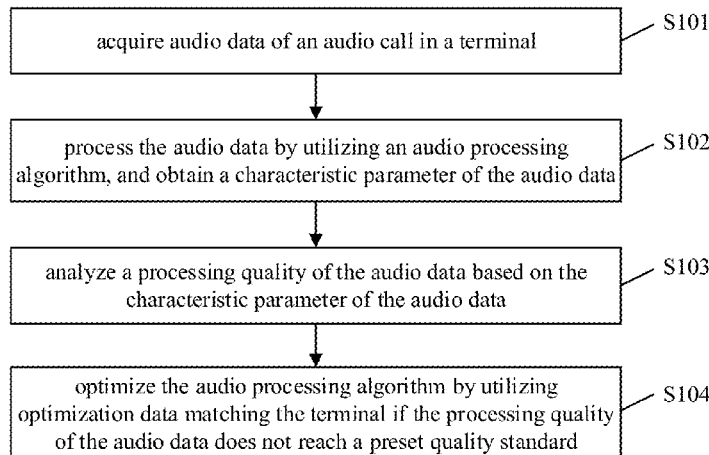 acquire audio data of an audio call in a terminal
S101
process the audio data by utilizing an audio processing
algorithm, and obtain a characteristic parameter of the audio data
S102
analyze a processing quality of the audio data based on the
characteristic parameter of the audio data
S103
optimize the audio processing algorithm by utilizing
optimization data matching the terminal if the processing quality
of the audio data does not reach a preset quality standard
S104